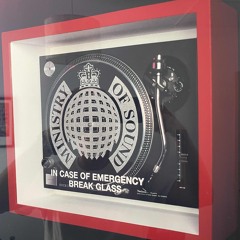 MINISTRY OF SOUND
IN CASE OF EMERGENCY
BREAK GLASS